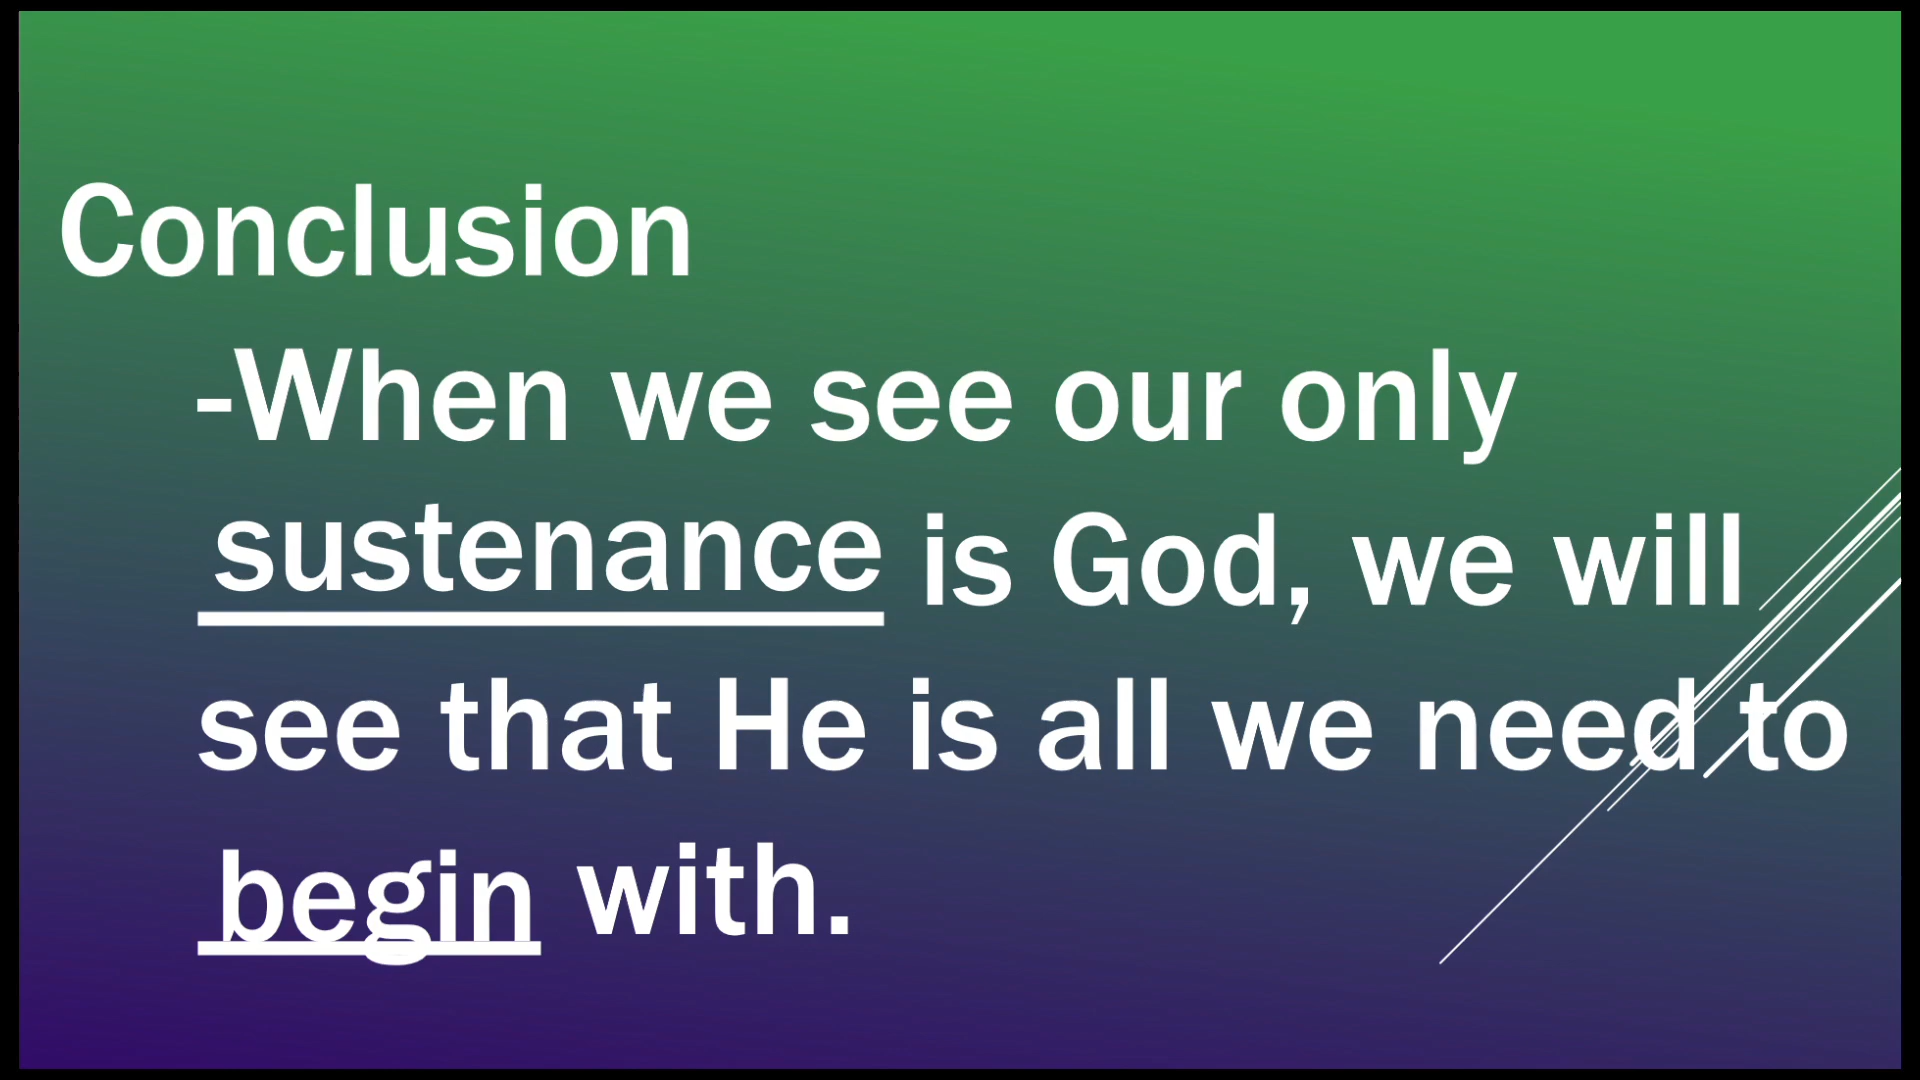 Conclusion
-When we see our only
sustenance is God, we will
see that He is all we need to
begin with.